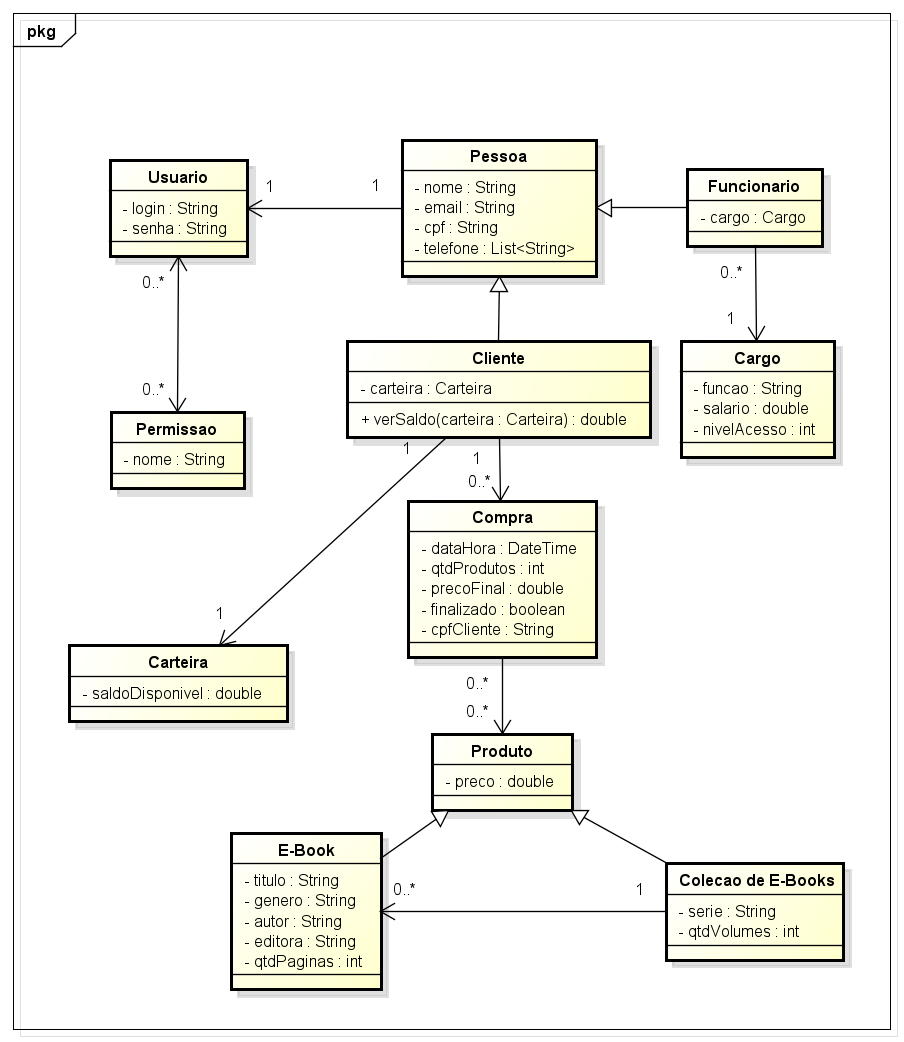 pkg
Pessoa
- nome : String
- email : String
- cpf : String
- telefone : List<String>
Usuario
- login : String
- senha : String
Funcionario
- cargo : Cargo
1
1
0..*
0..*
0..*
1
Cliente
- carteira : Carteira
+ verSaldo(carteira : Carteira) : double
Cargo
- funcao : String
- salario : double
- nivelAcesso : int
Permissao
- nome : String
1
1
0..*
Compra
- dataHora : DateTime
- qtdProdutos : int
- precoFinal : double
- finalizado : boolean
- cpfCliente : String
1
Carteira
- saldoDisponivel : double
0..*
0..*
Produto
- preco : double
E-Book
- titulo : String
- genero : String
- autor : String
- editora : String
- qtdPaginas : int
0..*
1
Colecao de E-Books
- serie : String
- qtdVolumes : int